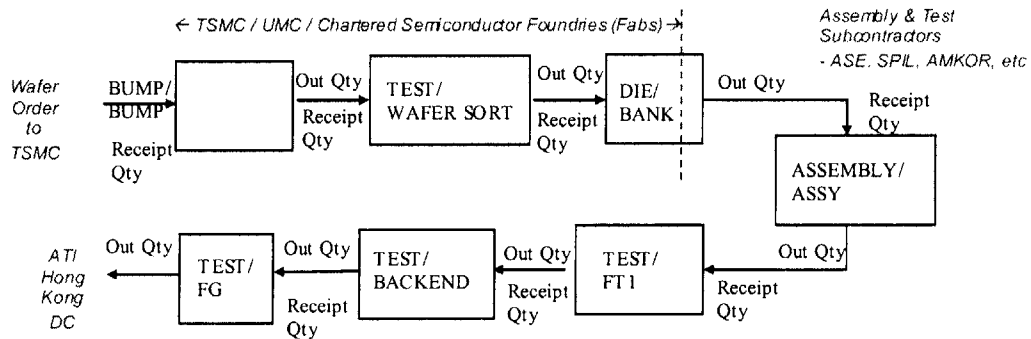 ← TSMC / UMC / Chartered Semiconductor Foundries (Fabs) →
Assembly & Test
Subcontractors
- ASE, SPIL, AMKOR, etc
Wafer
Order
to
TSMC
BUMP/
BUMP
Receipt
Qty
Out Qty
Receipt
Qty
TEST/
WAFER SORT
Out Qty
Receipt
Qty
DIE/
BANK
Out Qty
Receipt
Qty
ASSEMBLY/
ASSY
Out Qty
Receipt
Qty
TEST/
FT1
Out Qty
Receipt
Qty
TEST/
BACKEND
Out Qty
Receipt
Qty
TEST/
FG
Out Qty
ATI
Hong
Kong
DC